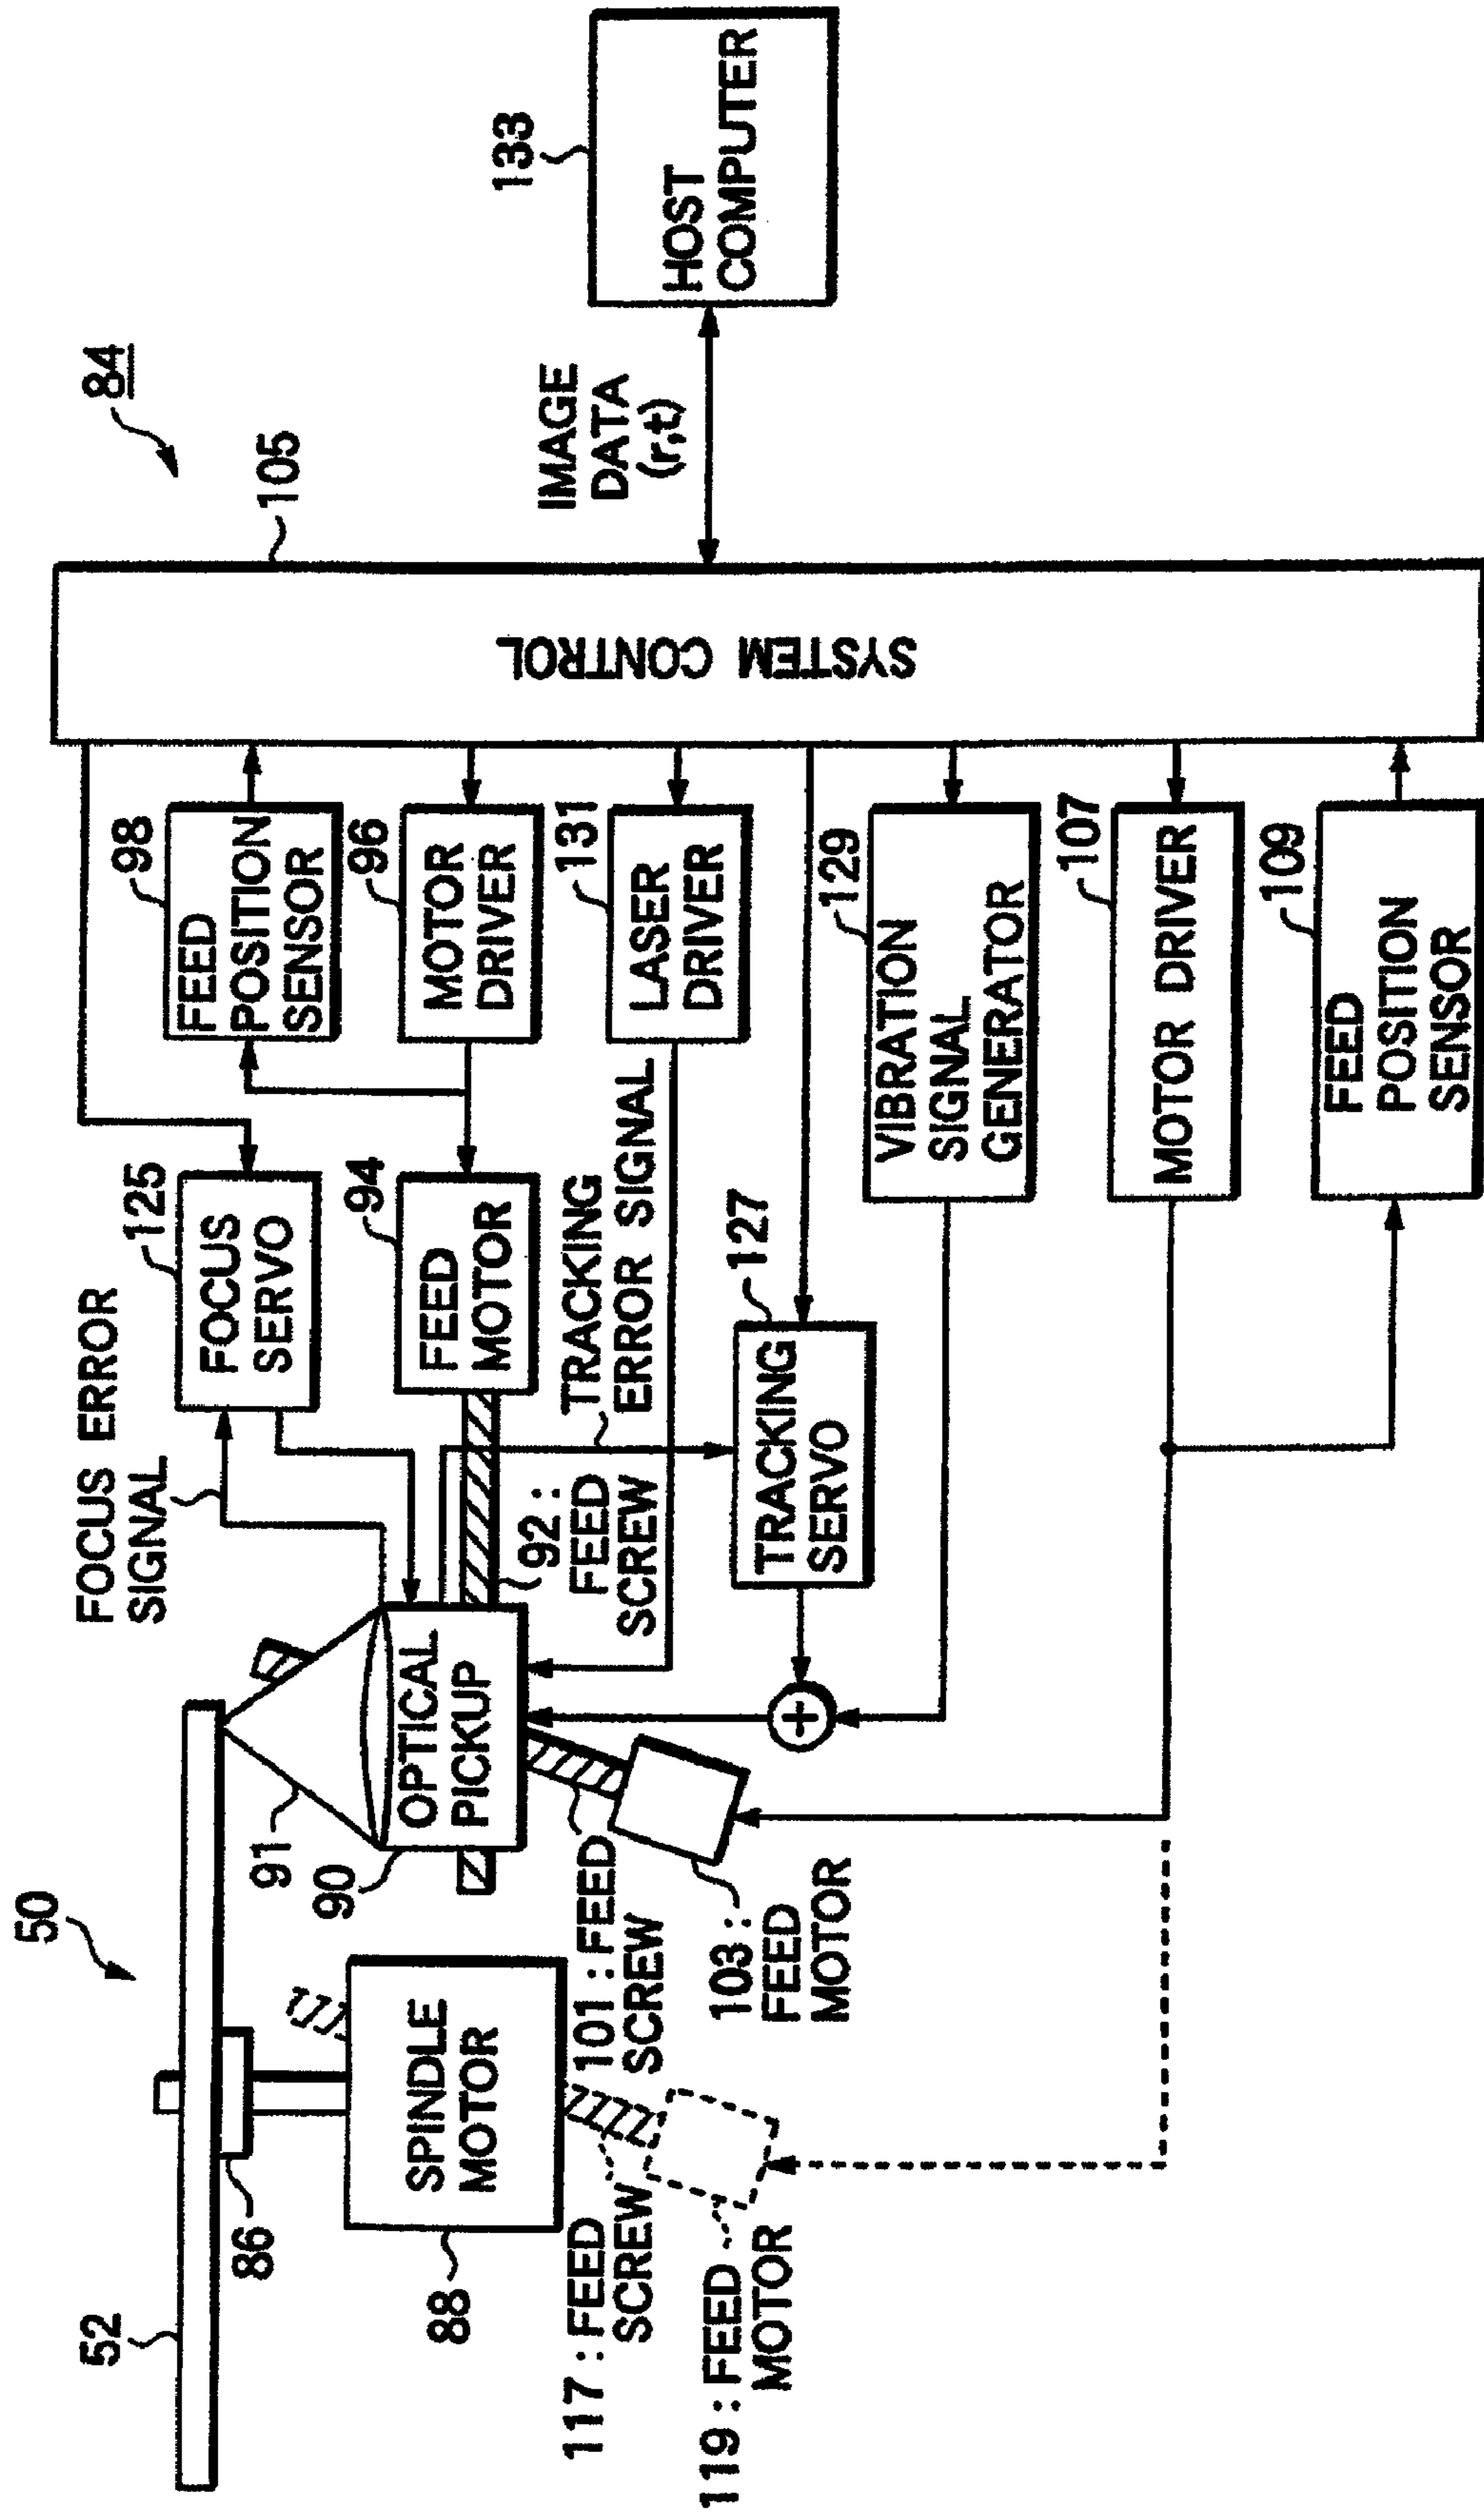 84
50
52
86
88
SPINDLE
MOTOR
91
90
OPTICAL
PICKUP
FOCUS ERROR
SIGNAL
125
FOCUS
SERVO
98
FEED
POSITION
SENSOR
94
FEED
MOTOR
96
MOTOR
DRIVER
92 :
FEED
SCREW
TRACKING
ERROR SIGNAL
131
LASER
DRIVER
127
TRACKING
SERVO
129
VIBRATION
SIGNAL
GENERATOR
107
MOTOR DRIVER
109
FEED
POSITION
SENSOR
101 : FEED
SCREW
103 :
FEED
MOTOR
117 : FEED
SCREW
119 : FEED
MOTOR
+
105
SYSTEM CONTROL
IMAGE
DATA
(r,t)
133
HOST
COMPUTER